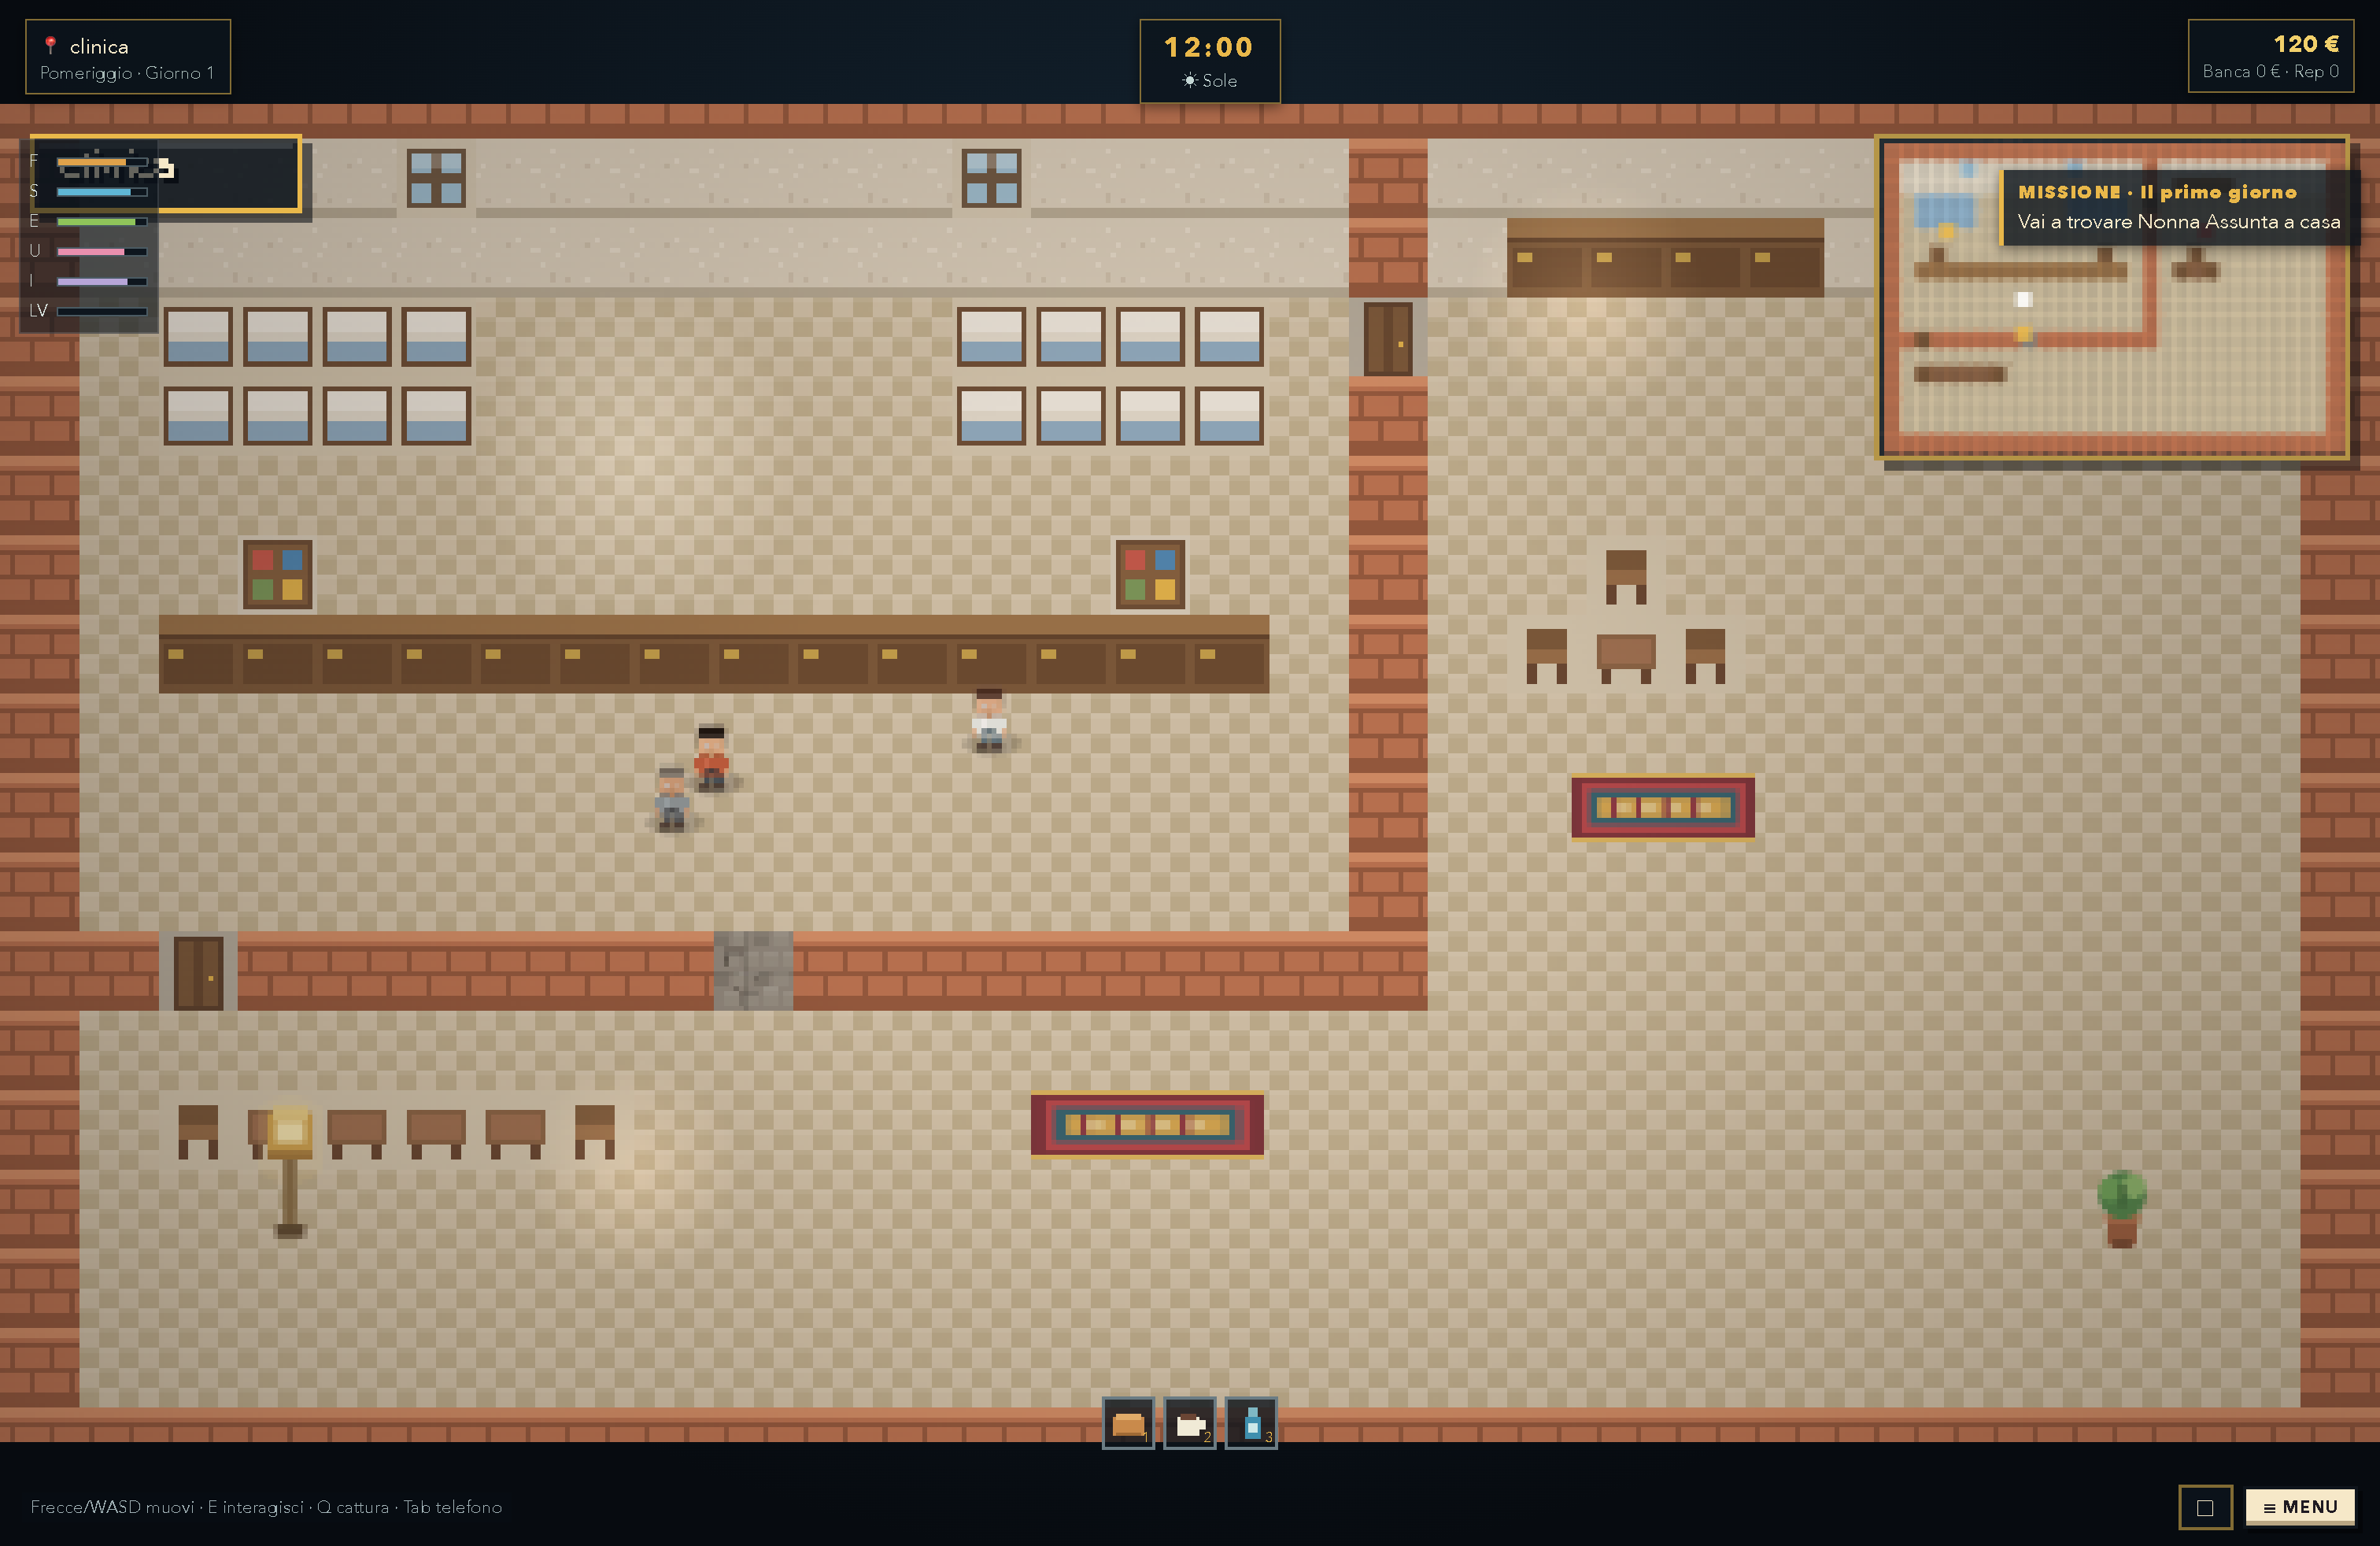 📍 clinica
Pomeriggio · Giorno 1
12:00
☀ Sole
120 €
Banca 0 € · Rep 0
F
S
E
U
I
LV
MISSIONE · Il primo giorno
Vai a trovare Nonna Assunta a casa
1
2
3
Frecce/WASD muovi · E interagisci · Q cattura · Tab telefono
≡ MENU